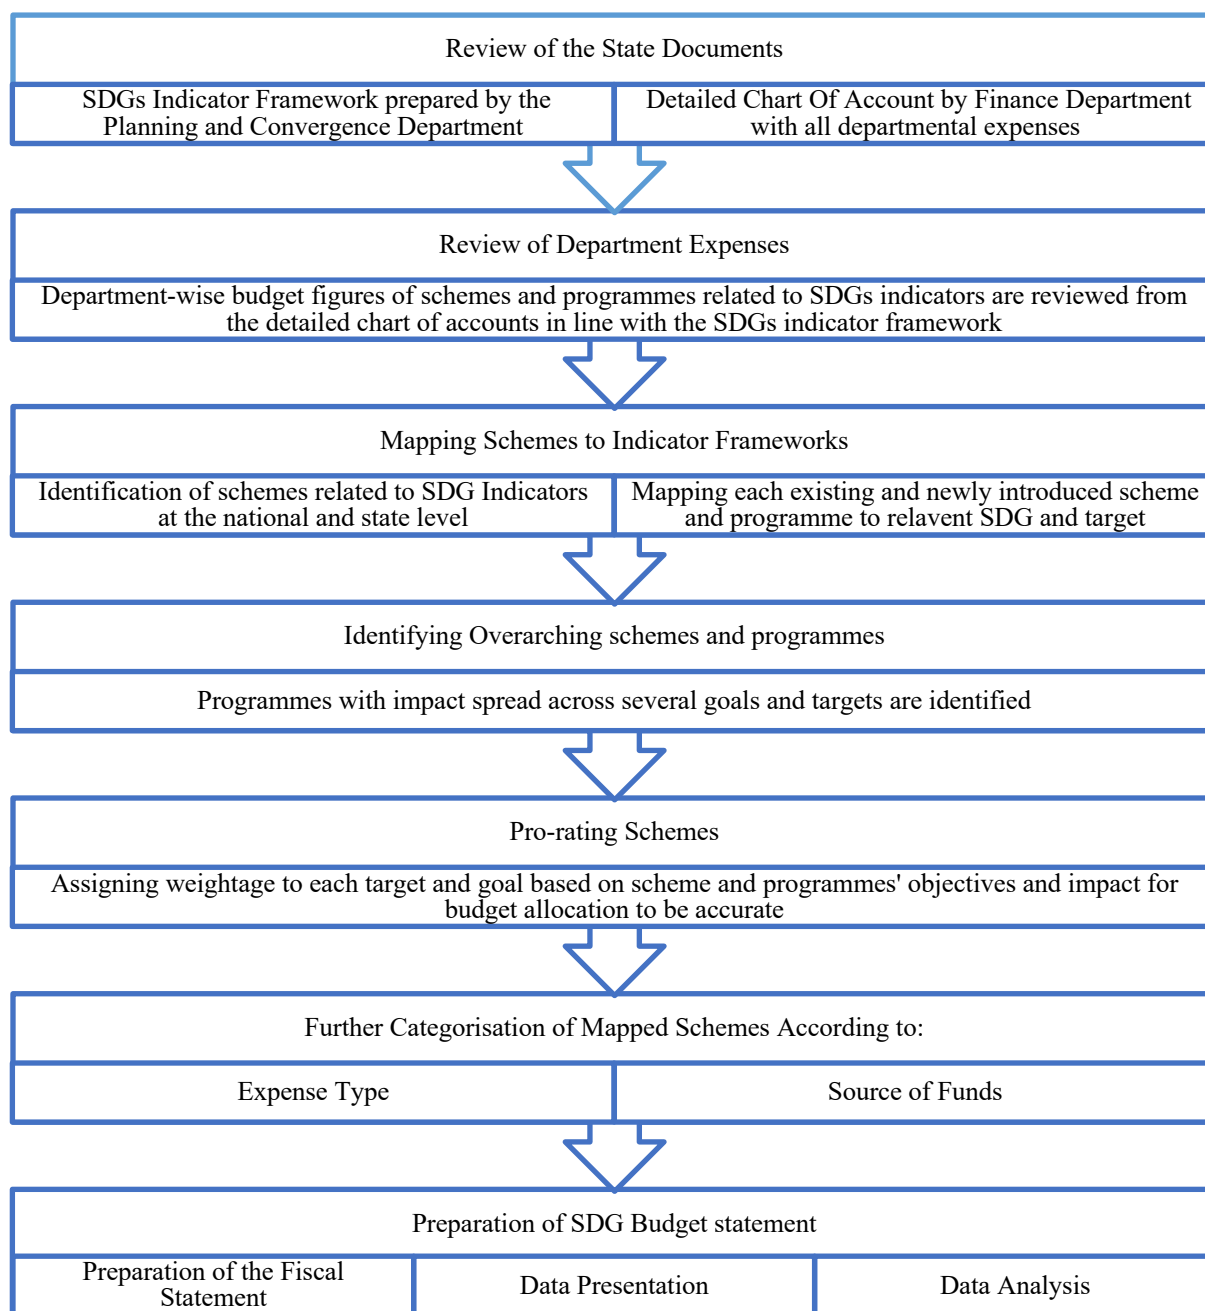 Review of the State Documents
SDGs Indicator Framework prepared by the
Planning and Convergence Department
Detailed Chart Of Account by Finance Department
with all departmental expenses
Review of Department Expenses
Department-wise budget figures of schemes and programmes related to SDGs indicators are reviewed from
the detailed chart of accounts in line with the SDGs indicator framework
Mapping Schemes to Indicator Frameworks
Identification of schemes related to SDG Indicators
at the national and state level
Mapping each existing and newly introduced scheme
and programme to relavent SDG and target
Identifying Overarching schemes and programmes
Programmes with impact spread across several goals and targets are identified
Pro-rating Schemes
Assigning weightage to each target and goal based on scheme and programmes' objectives and impact for
budget allocation to be accurate
Further Categorisation of Mapped Schemes According to:
Expense Type
Source of Funds
Preparation of SDG Budget statement
Preparation of the Fiscal
Statement
Data Presentation
Data Analysis